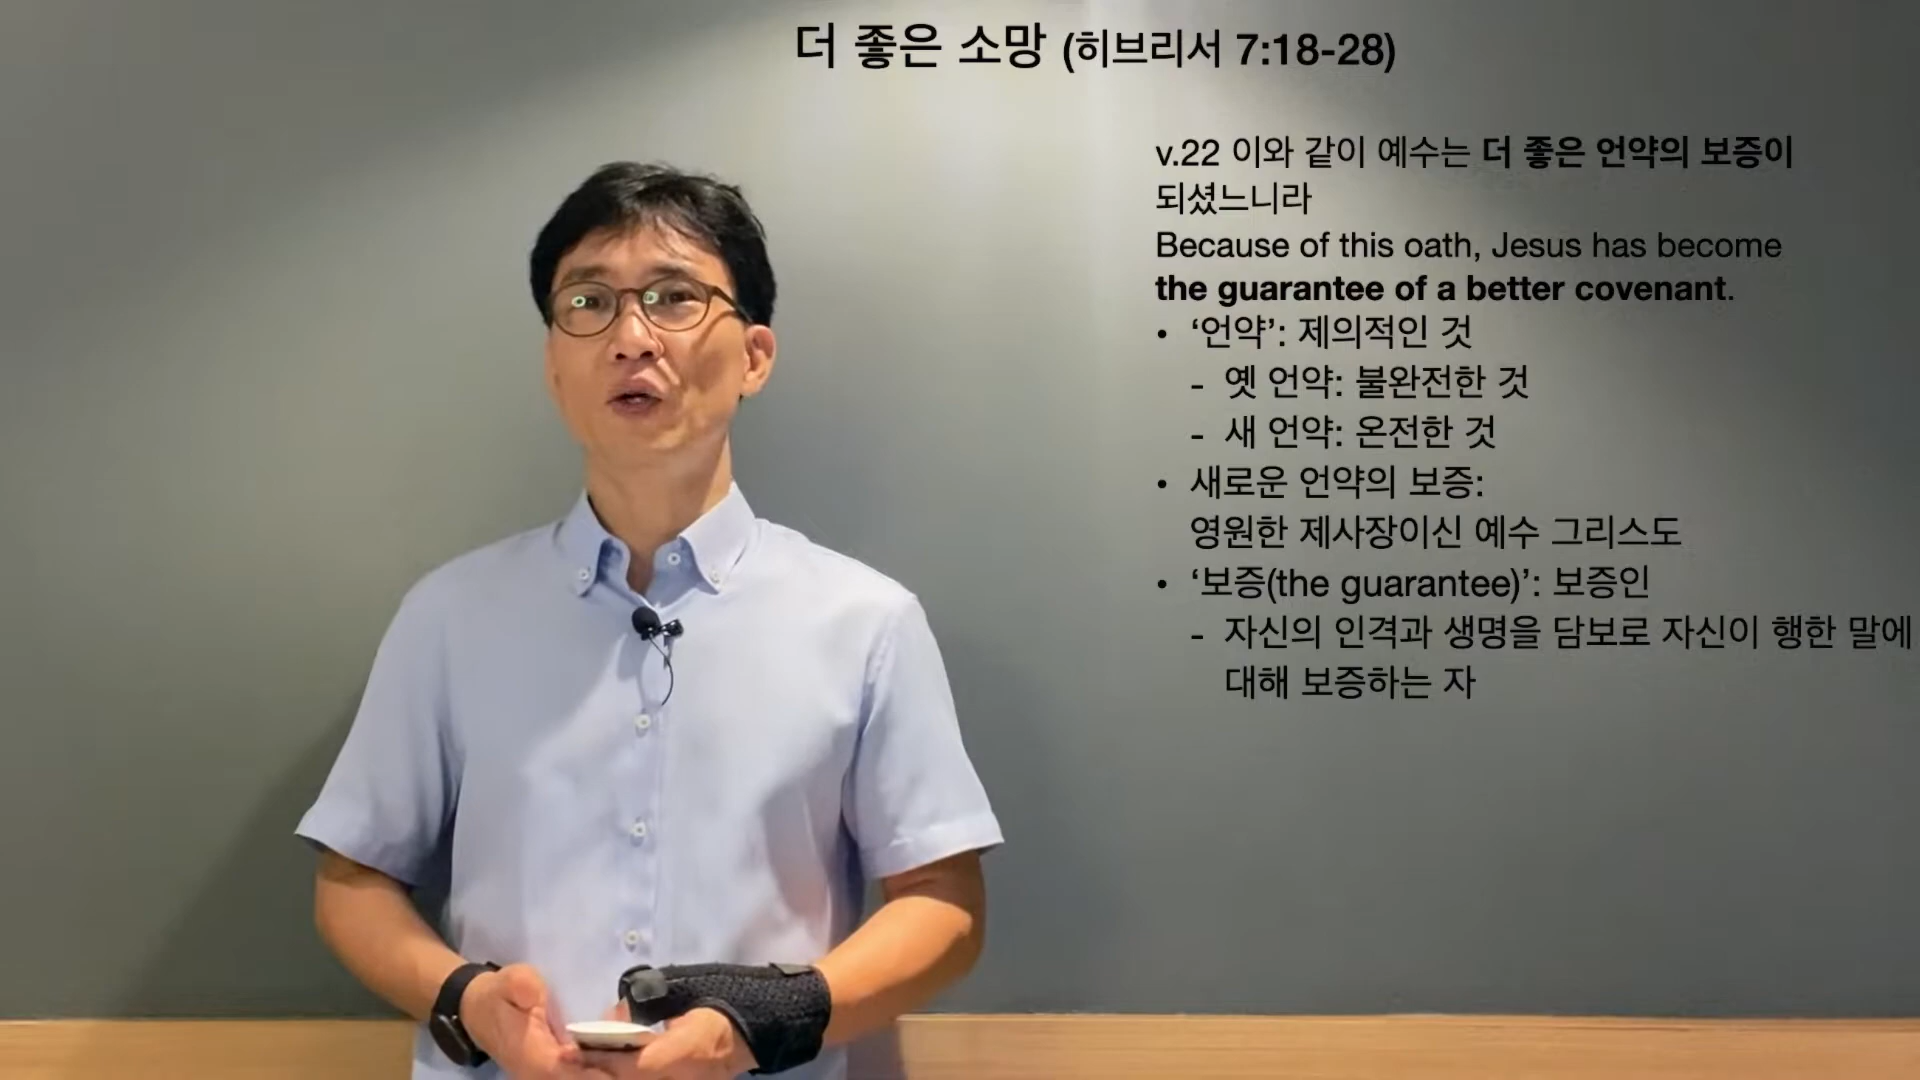 더 좋은 소망 (히브리서 7:18-28)
v.22 이와 같이 예수는 더 좋은 언약의 보증이
되셨느니라
Because of this oath, Jesus has become
the guarantee of a better covenant.
• ‘언약’: 제의적인 것
- 옛 언약: 불완전한 것
- 새 언약: 온전한 것
• 새로운 언약의 보증:
영원한 제사장이신 예수 그리스도
• ‘보증(the guarantee)’: 보증인
- 자신의 인격과 생명을 담보로 자신이 행한 말에
대해 보증하는 자